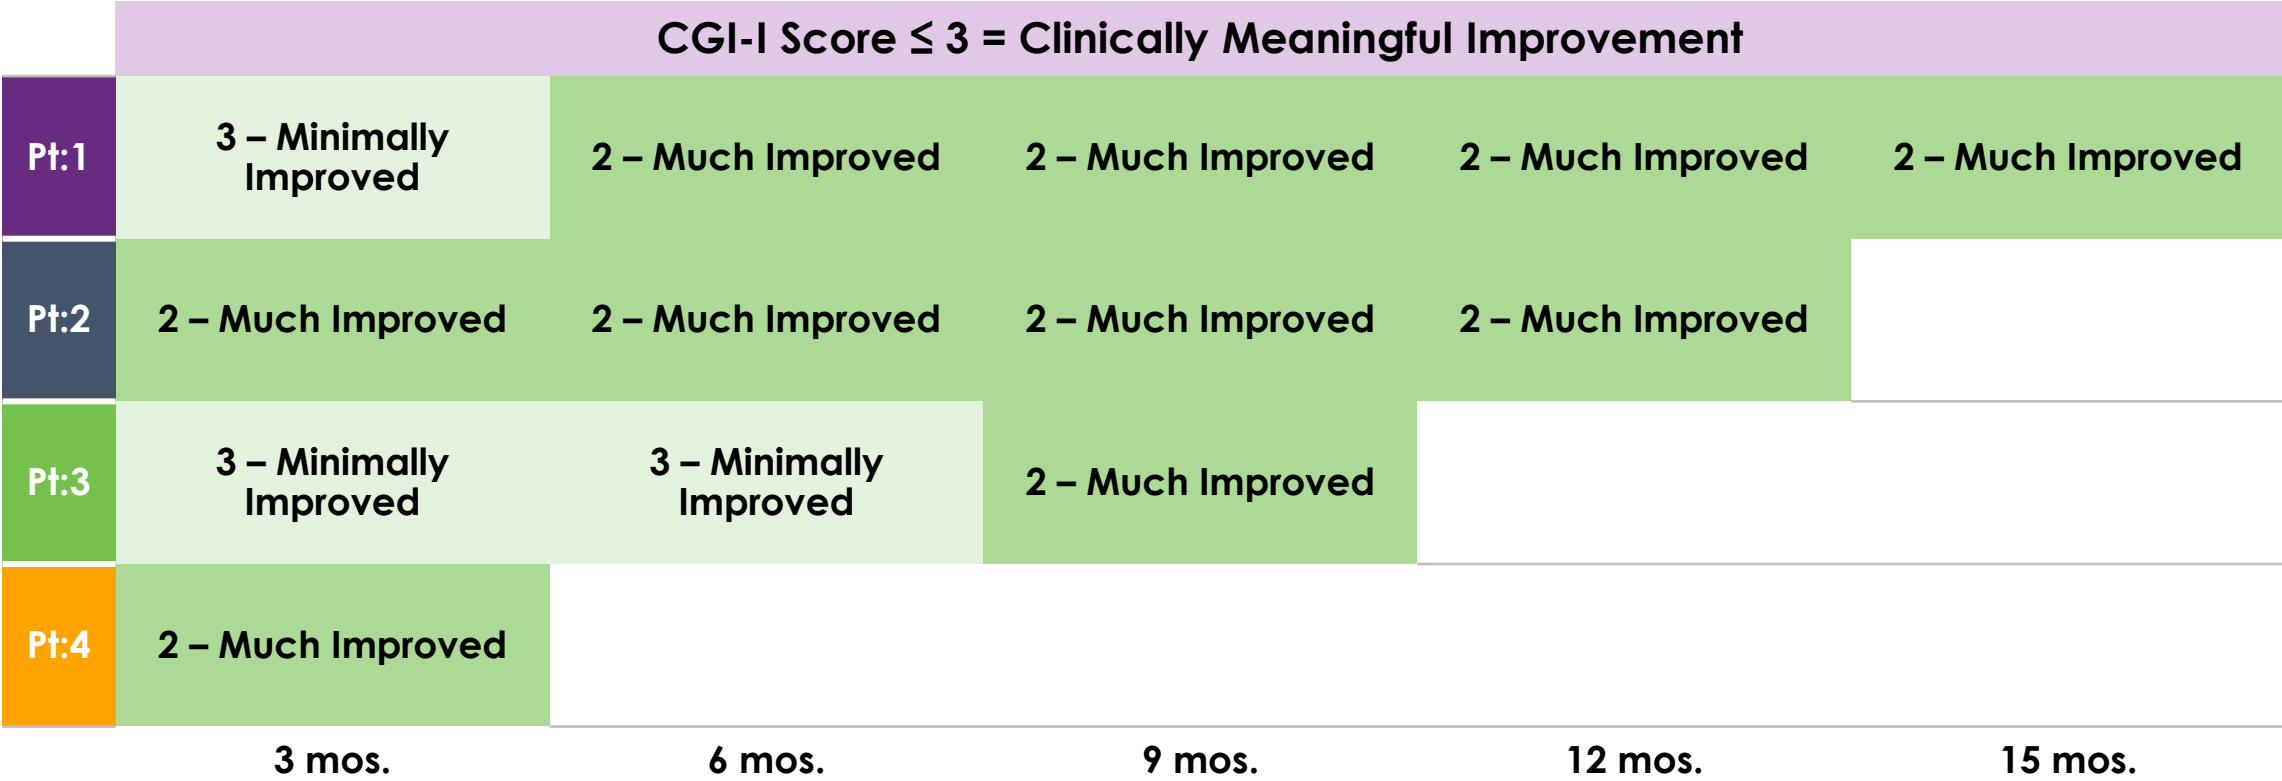 CGI-I Score ≤ 3 = Clinically Meaningful Improvement
Pt:1
3 – Minimally
Improved
2 – Much Improved
2 – Much Improved
2 – Much Improved
2 – Much Improved
Pt:2
2 – Much Improved
2 – Much Improved
2 – Much Improved
2 – Much Improved
Pt:3
3 – Minimally
Improved
3 – Minimally
Improved
2 – Much Improved
Pt:4
2 – Much Improved
3 mos.
6 mos.
9 mos.
12 mos.
15 mos.